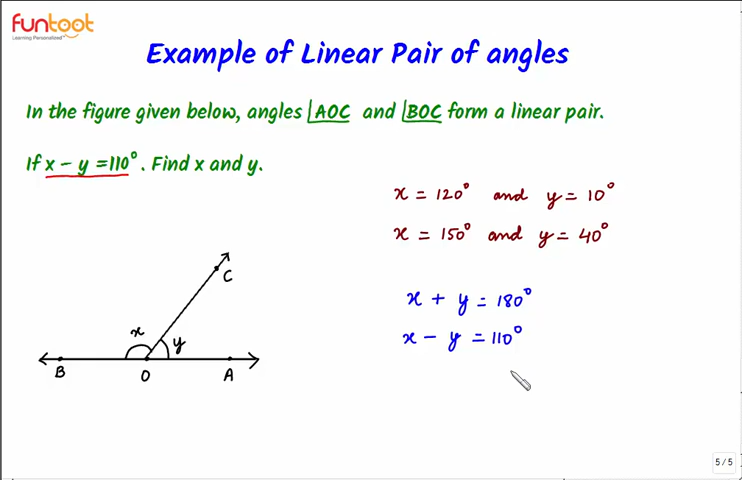 funtoot
Learning Personalized
Example of Linear Pair of angles
In the figure given below, angles ∠AOC and ∠BOC form a linear pair.
If x – y =110°. Find x and y.
x = 120° and y = 10°
x = 150° and y = 40°
x + y = 180°
x – y = 110°
C
x
y
B
O
A
5 / 5